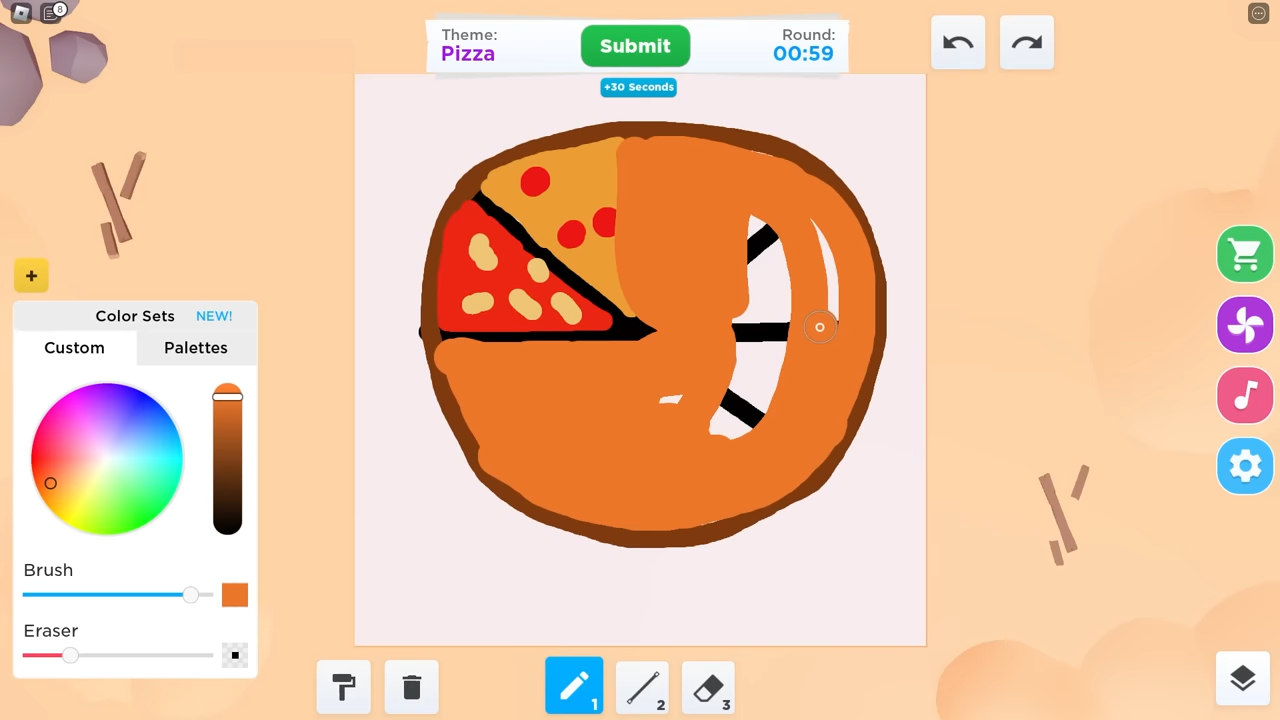 8
Theme:
Pizza
Submit
Round:
00:59
+30 Seconds
+
Color Sets NEW!
Custom Palettes
Brush
Eraser
1
2
3